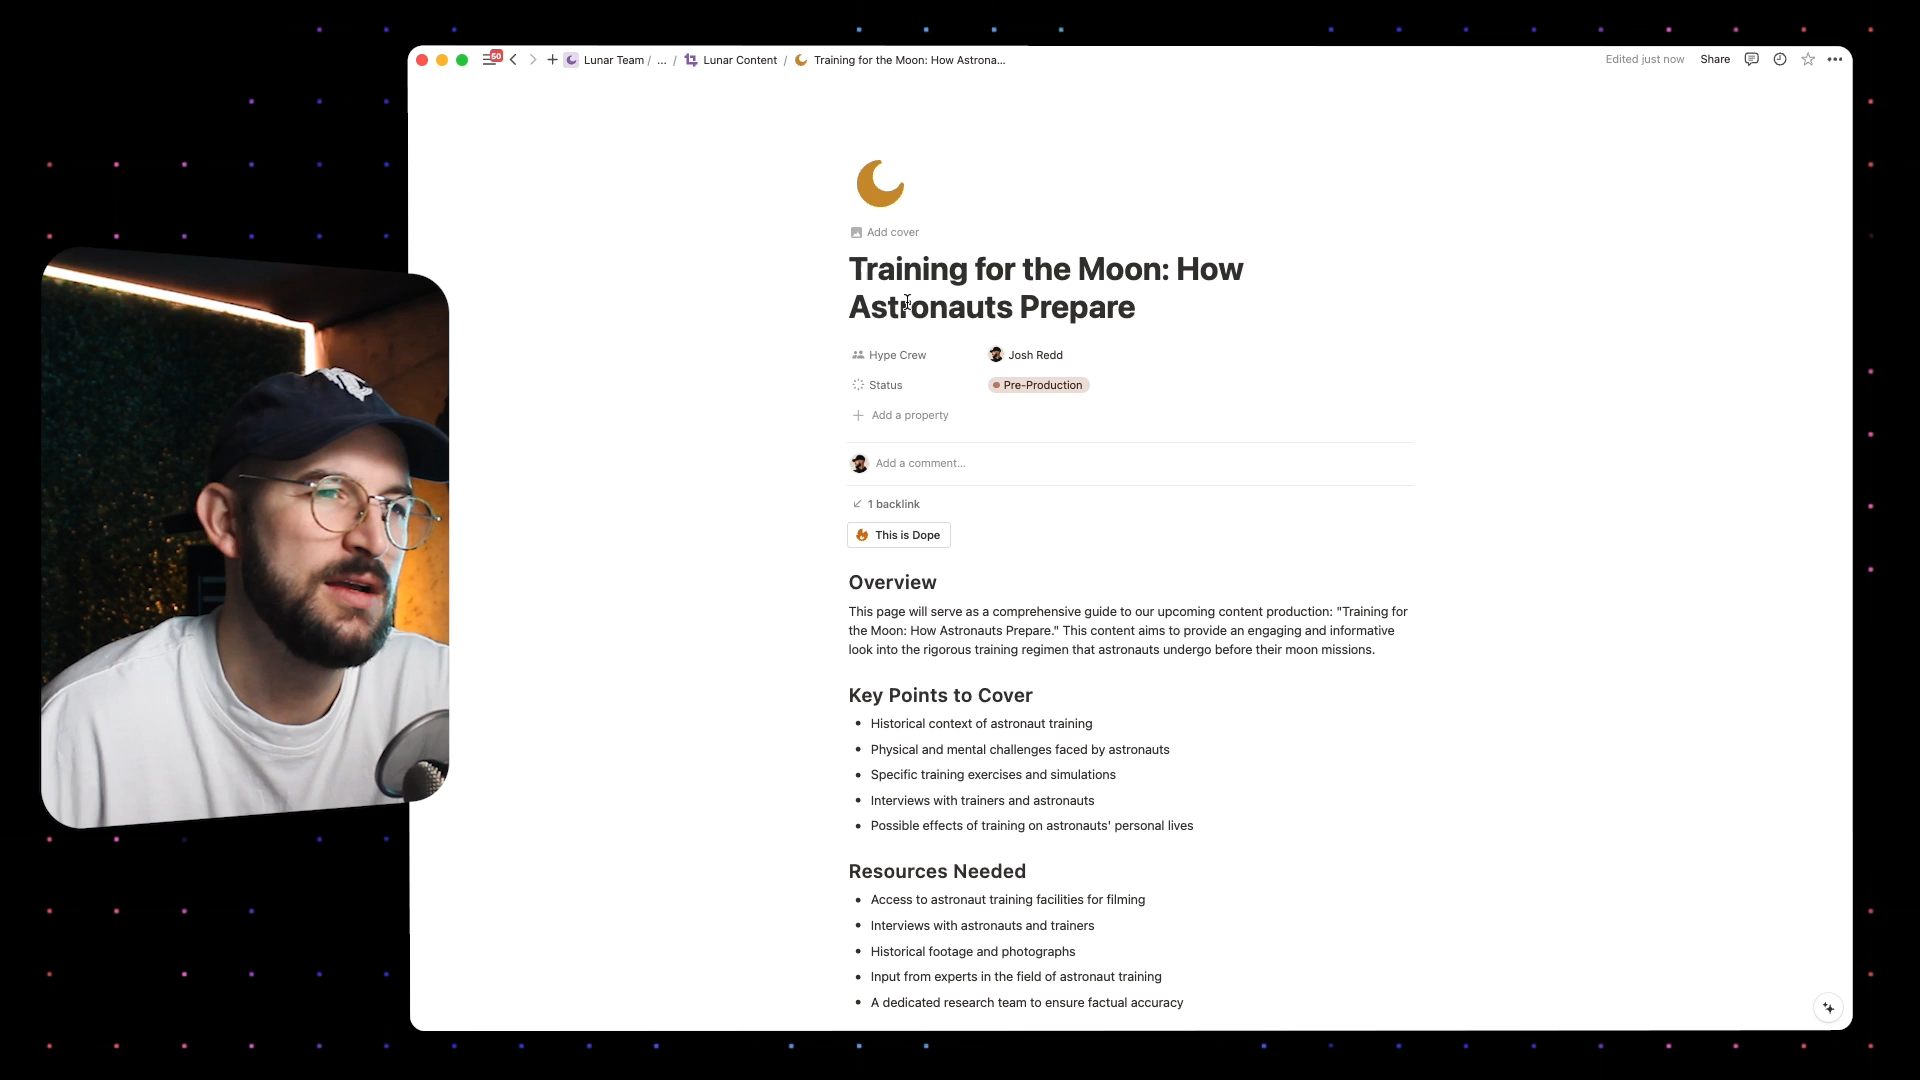 50
Lunar Team / ... / Lunar Content / Training for the Moon: How Astrona...
Edited just now Share
Add cover
Training for the Moon: How
Astronauts Prepare
Hype Crew Josh Redd
Status Pre-Production
Add a property
Add a comment...
1 backlink
This is Dope
Overview
This page will serve as a comprehensive guide to our upcoming content production: "Training for
the Moon: How Astronauts Prepare." This content aims to provide an engaging and informative
look into the rigorous training regimen that astronauts undergo before their moon missions.
Key Points to Cover
• Historical context of astronaut training
• Physical and mental challenges faced by astronauts
• Specific training exercises and simulations
• Interviews with trainers and astronauts
• Possible effects of training on astronauts' personal lives
Resources Needed
• Access to astronaut training facilities for filming
• Interviews with astronauts and trainers
• Historical footage and photographs
• Input from experts in the field of astronaut training
• A dedicated research team to ensure factual accuracy